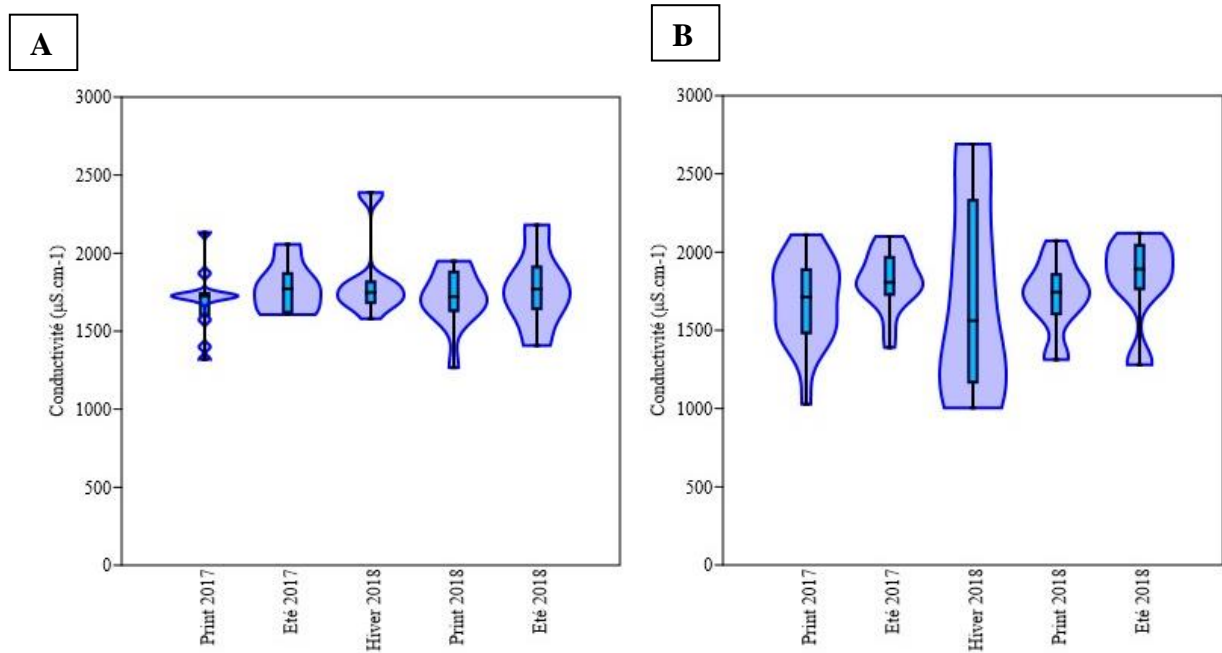 A
3000
2500
2000
1500
1000
500
0
Conductivité (µS.cm-1)
Print 2017
Eté 2017
Hiver 2018
Print 2018
Eté 2018
B
3000
2500
2000
1500
1000
500
0
Conductivité (µS.cm-1)
Print 2017
Eté 2017
Hiver 2018
Print 2018
Eté 2018